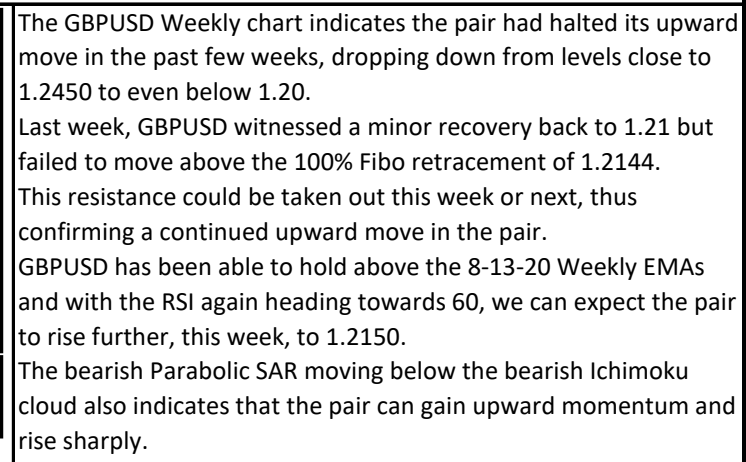 The GBPUSD Weekly chart indicates the pair had halted its upward
move in the past few weeks, dropping down from levels close to
1.2450 to even below 1.20.
Last week, GBPUSD witnessed a minor recovery back to 1.21 but
failed to move above the 100% Fibo retracement of 1.2144.
This resistance could be taken out this week or next, thus
confirming a continued upward move in the pair.
GBPUSD has been able to hold above the 8-13-20 Weekly EMAs
and with the RSI again heading towards 60, we can expect the pair
to rise further, this week, to 1.2150.
The bearish Parabolic SAR moving below the bearish Ichimoku
cloud also indicates that the pair can gain upward momentum and
rise sharply.